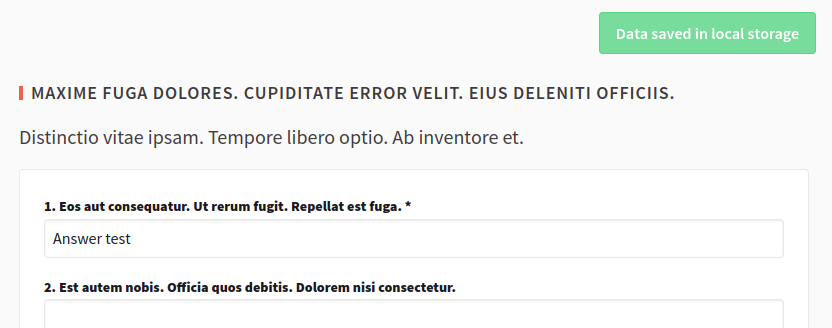 Data saved in local storage
MAXIME FUGA DOLORES. CUPIDITATE ERROR VELIT. EIUS DELENITI OFFICIIS.
Distinctio vitae ipsam. Tempore libero optio. Ab inventore et.
1. Eos aut consequatur. Ut rerum fugit. Repellat est fuga. *
Answer test
2. Est autem nobis. Officia quos debitis. Dolorem nisi consectetur.